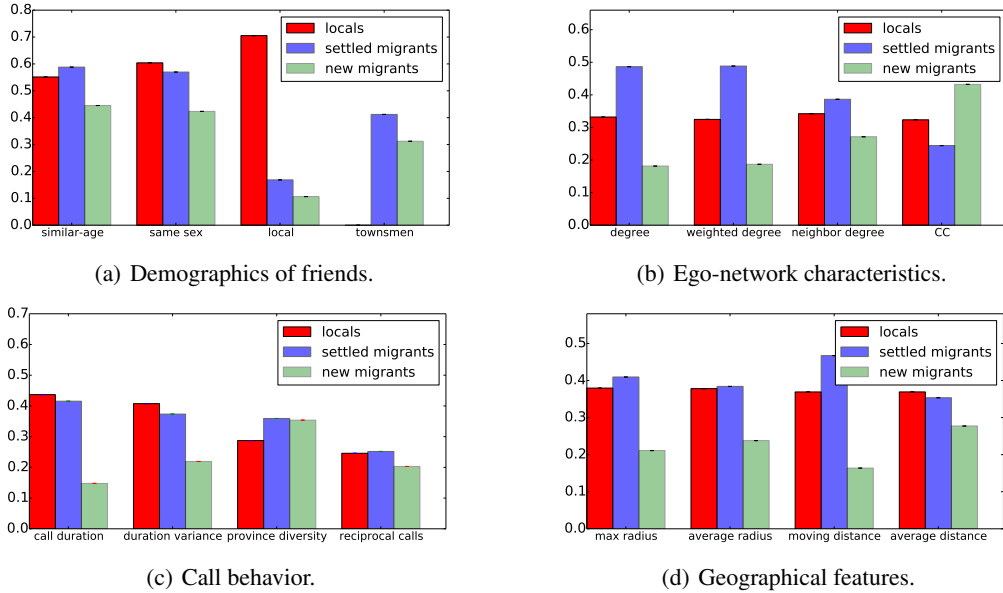 0.8
0.7
0.6
0.5
0.4
0.3
0.2
0.1
0.0
locals
settled migrants
new migrants
similar-age same sex local townsmen
(a) Demographics of friends.
0.6
0.5
0.4
0.3
0.2
0.1
0.0
locals
settled migrants
new migrants
degree weighted degree neighbor degree CC
(b) Ego-network characteristics.
0.7
0.6
0.5
0.4
0.3
0.2
0.1
0.0
locals
settled migrants
new migrants
call duration duration variance province diversity reciprocal calls
(c) Call behavior.
0.5
0.4
0.3
0.2
0.1
0.0
locals
settled migrants
new migrants
max radius average radius moving distance average distance
(d) Geographical features.